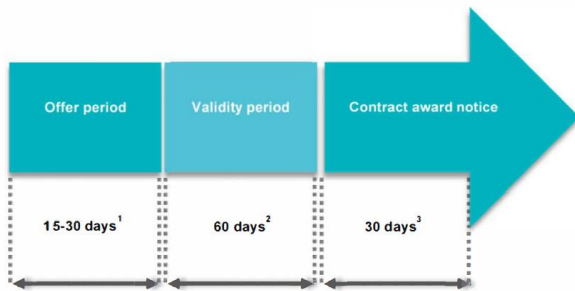 Offer period
Validity period
Contract award notice
15-30 days¹
60 days²
30 days³